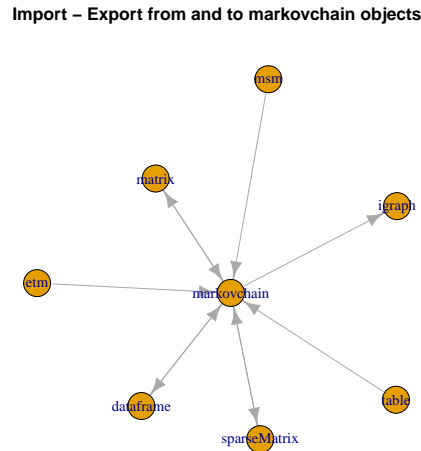 Import − Export from and to markovchain objects
msm
matrix
igraph
etm
markovchain
dataframe
table
sparseMatrix